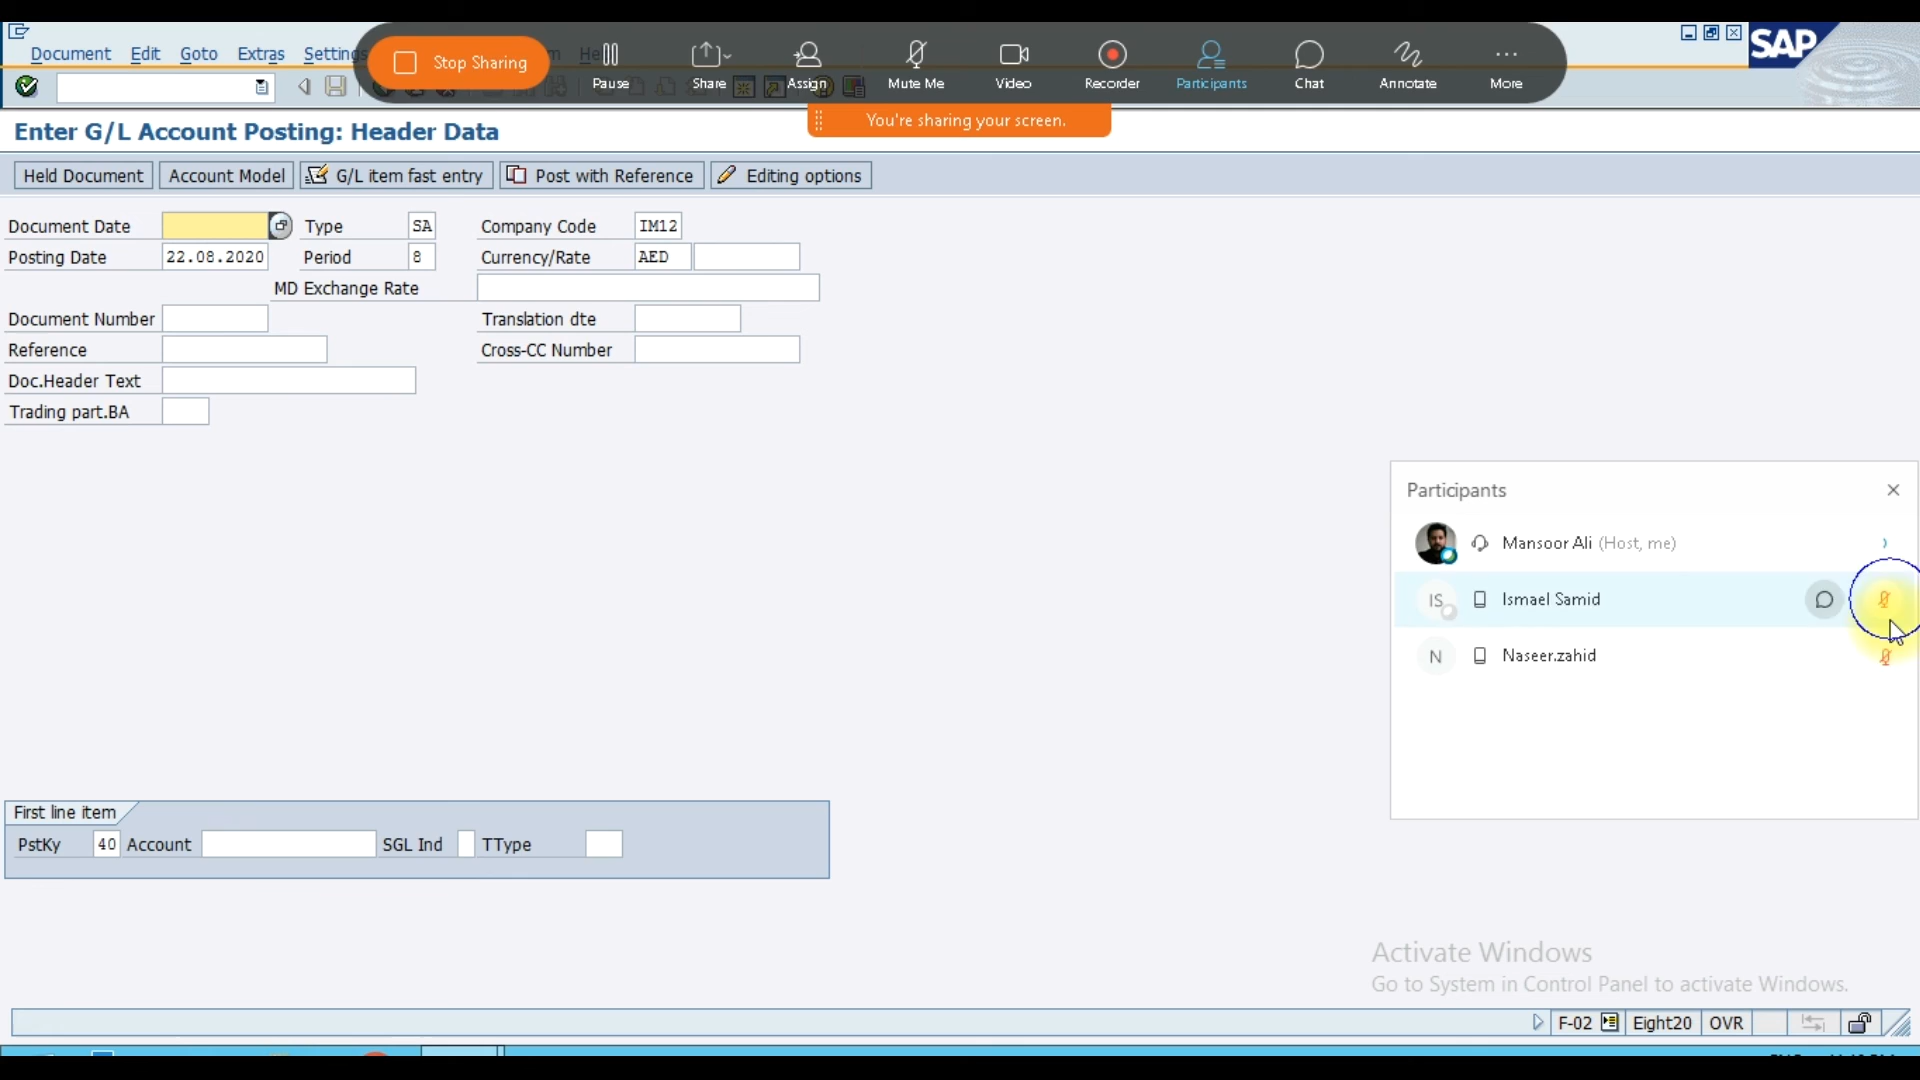 Document Edit Goto Extras Settings
Stop Sharing
Pause Share Assign Mute Me Video Recorder Participants Chat Annotate More
SAP
You're sharing your screen.
Enter G/L Account Posting: Header Data
Held Document Account Model G/L item fast entry Post with Reference Editing options
Document Date Type SA Company Code IM12
Posting Date 22.08.2020 Period 8 Currency/Rate AED
MD Exchange Rate
Document Number Translation dte
Reference Cross-CC Number
Doc.Header Text
Trading part.BA
Participants
Mansoor Ali (Host, me)
IS Ismael Samid
N Naseer.zahid
First line item
PstKy 40 Account SGL Ind TType
Activate Windows
Go to System in Control Panel to activate Windows.
F-02 Eight20 OVR